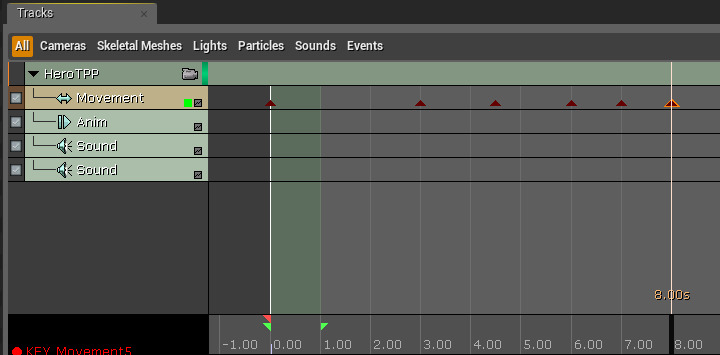 Tracks ×
All Cameras Skeletal Meshes Lights Particles Sounds Events
HeroTPP
Movement
Anim
Sound
Sound
8.00s
-1.00 0.00 1.00 2.00 3.00 4.00 5.00 6.00 7.00 8.00
KEY Movement5